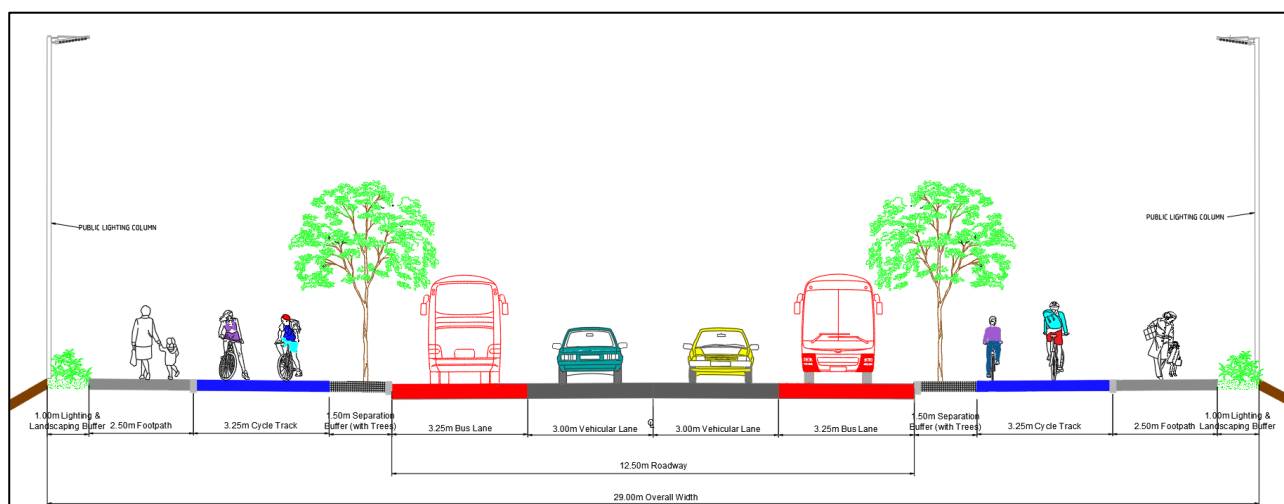 PUBLIC LIGHTING COLUMN
PUBLIC LIGHTING COLUMN
1.00m Lighting &
Landscaping Buffer
2.50m Footpath
3.25m Cycle Track
1.50m Separation
Buffer (with Trees)
3.25m Bus Lane
3.00m Vehicular Lane
℄
3.00m Vehicular Lane
3.25m Bus Lane
1.50m Separation
Buffer (with Trees)
3.25m Cycle Track
2.50m Footpath
1.00m Lighting &
Landscaping Buffer
12.50m Roadway
29.00m Overall Width